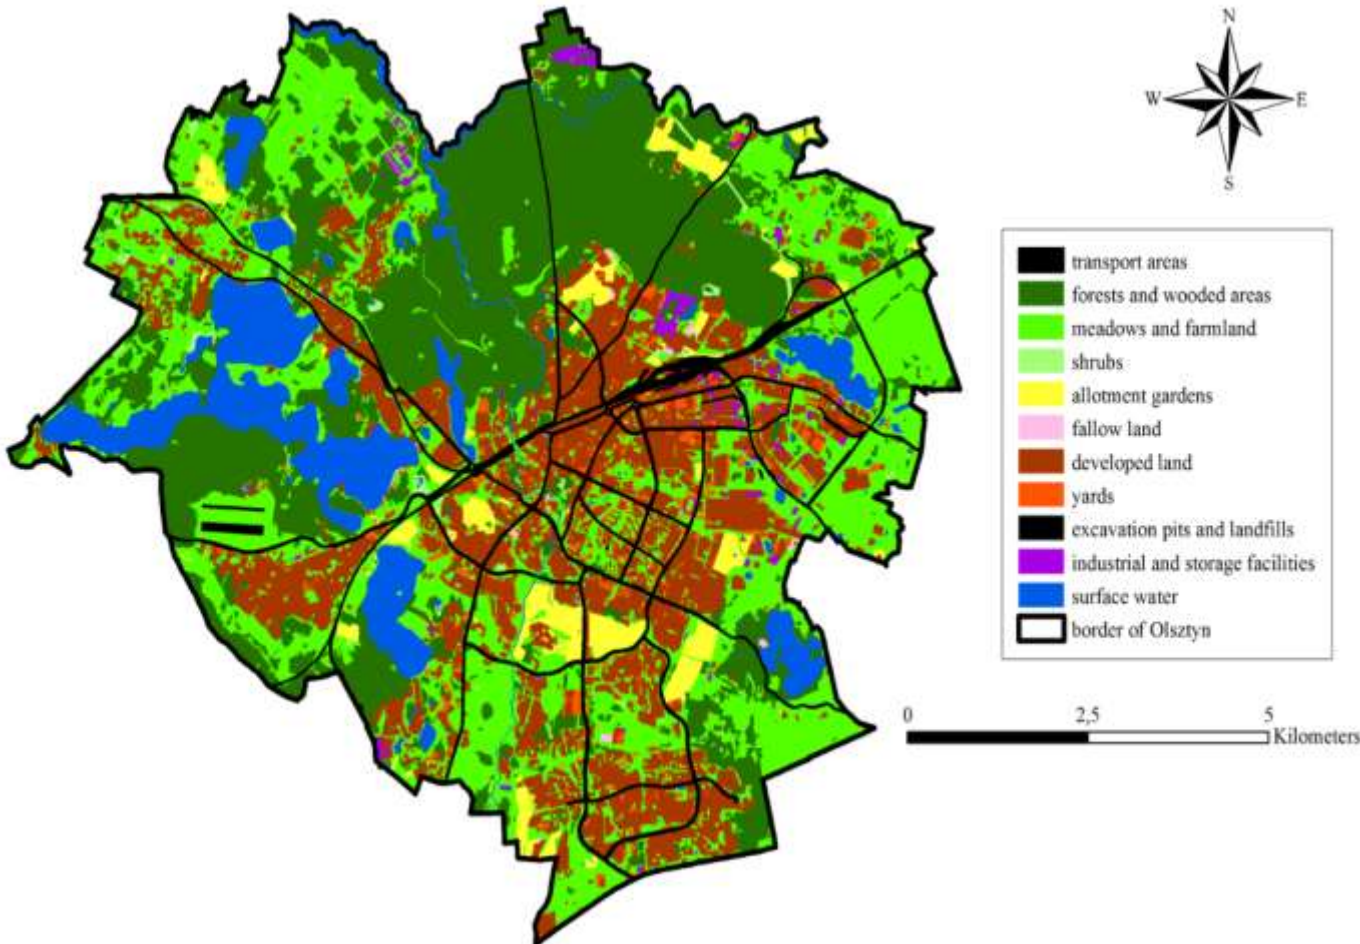 N
W E
S
transport areas
forests and wooded areas
meadows and farmland
shrubs
allotment gardens
fallow land
developed land
yards
excavation pits and landfills
industrial and storage facilities
surface water
border of Olsztyn
0 2,5 5
Kilometers